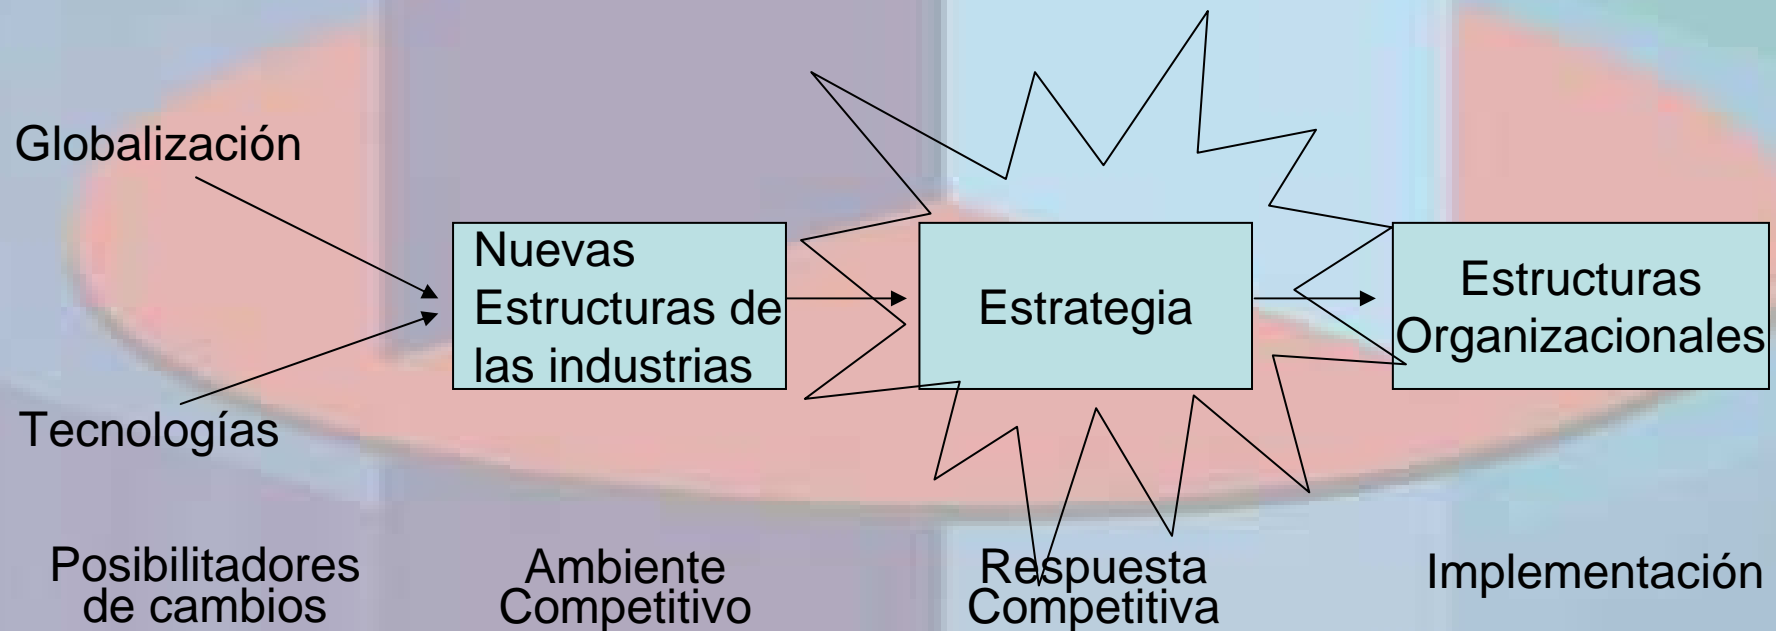 Globalización
Tecnologías
Nuevas
Estructuras de
las industrias
Estrategia
Estructuras
Organizacionales
Posibilitadores
de cambios
Ambiente
Competitivo
Respuesta
Competitiva
Implementación